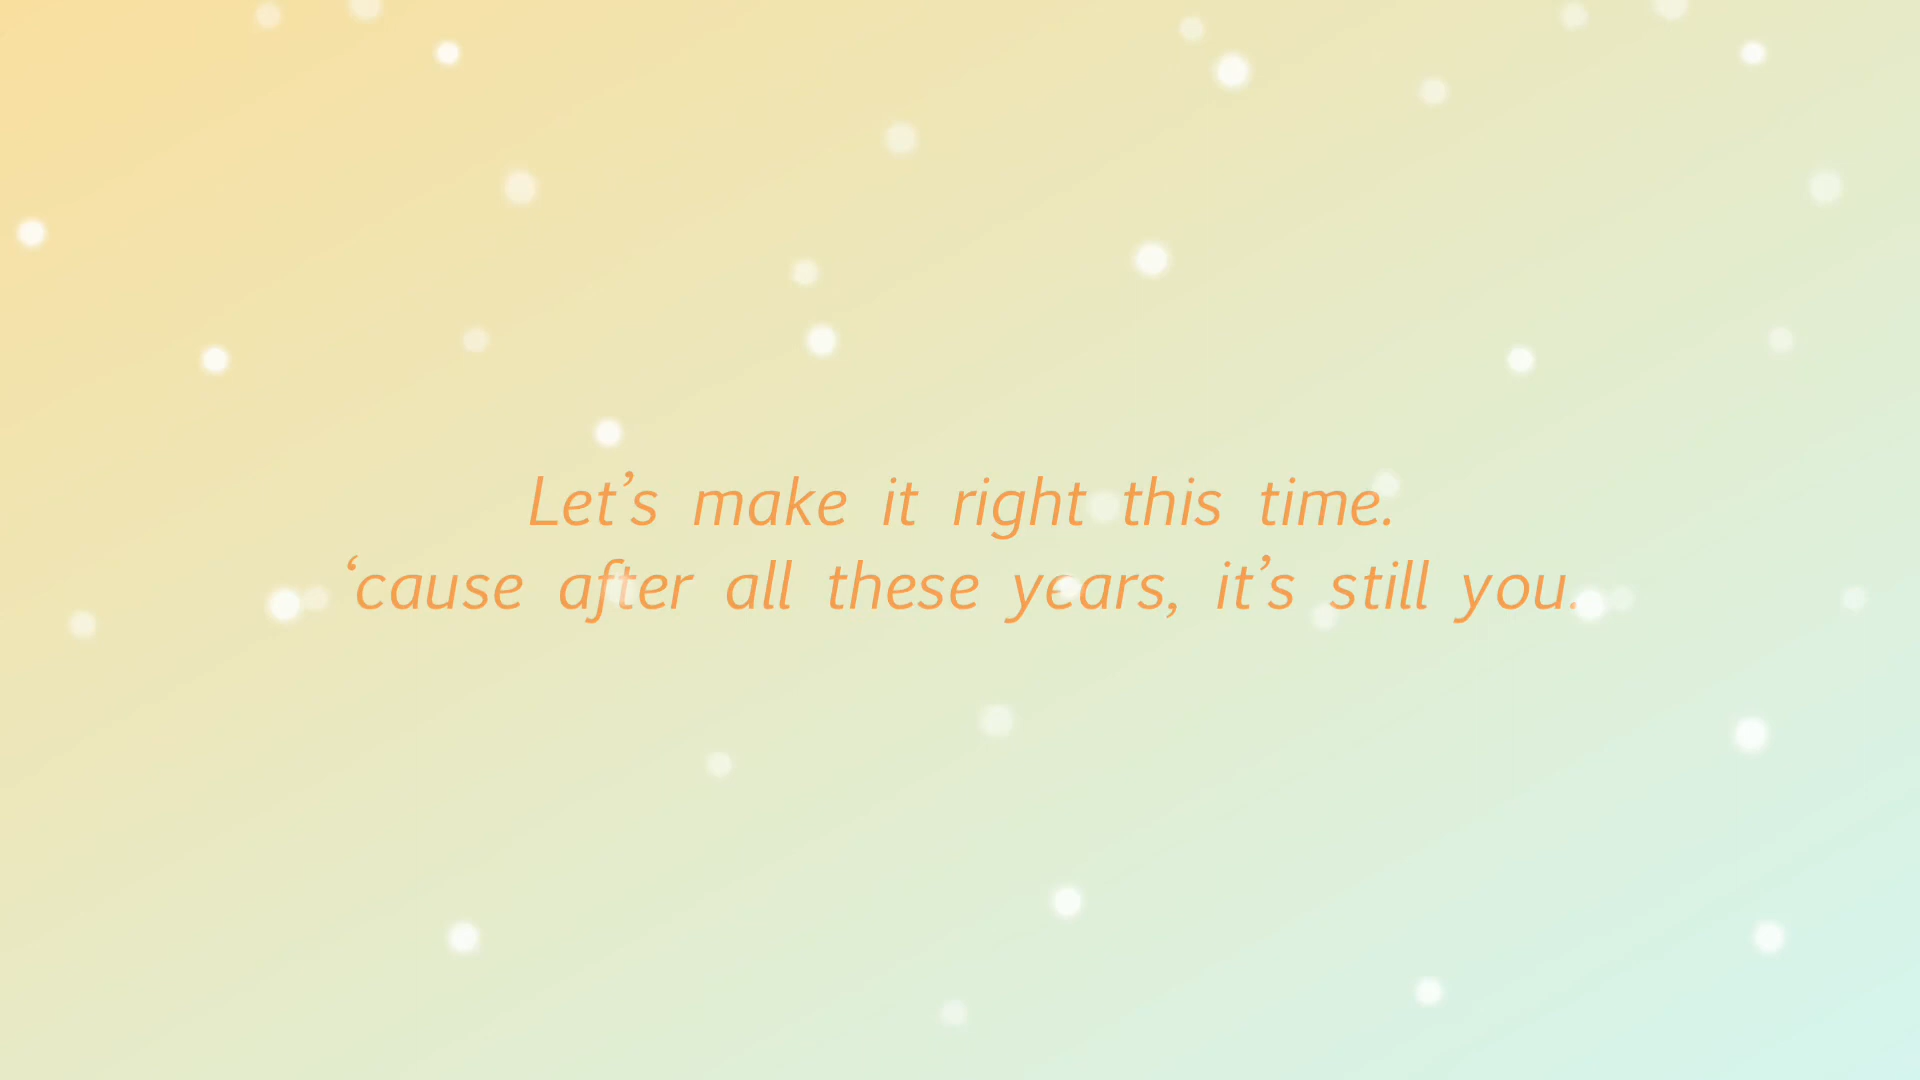 Let’s make it right this time.
‘cause after all these years, it’s still you.